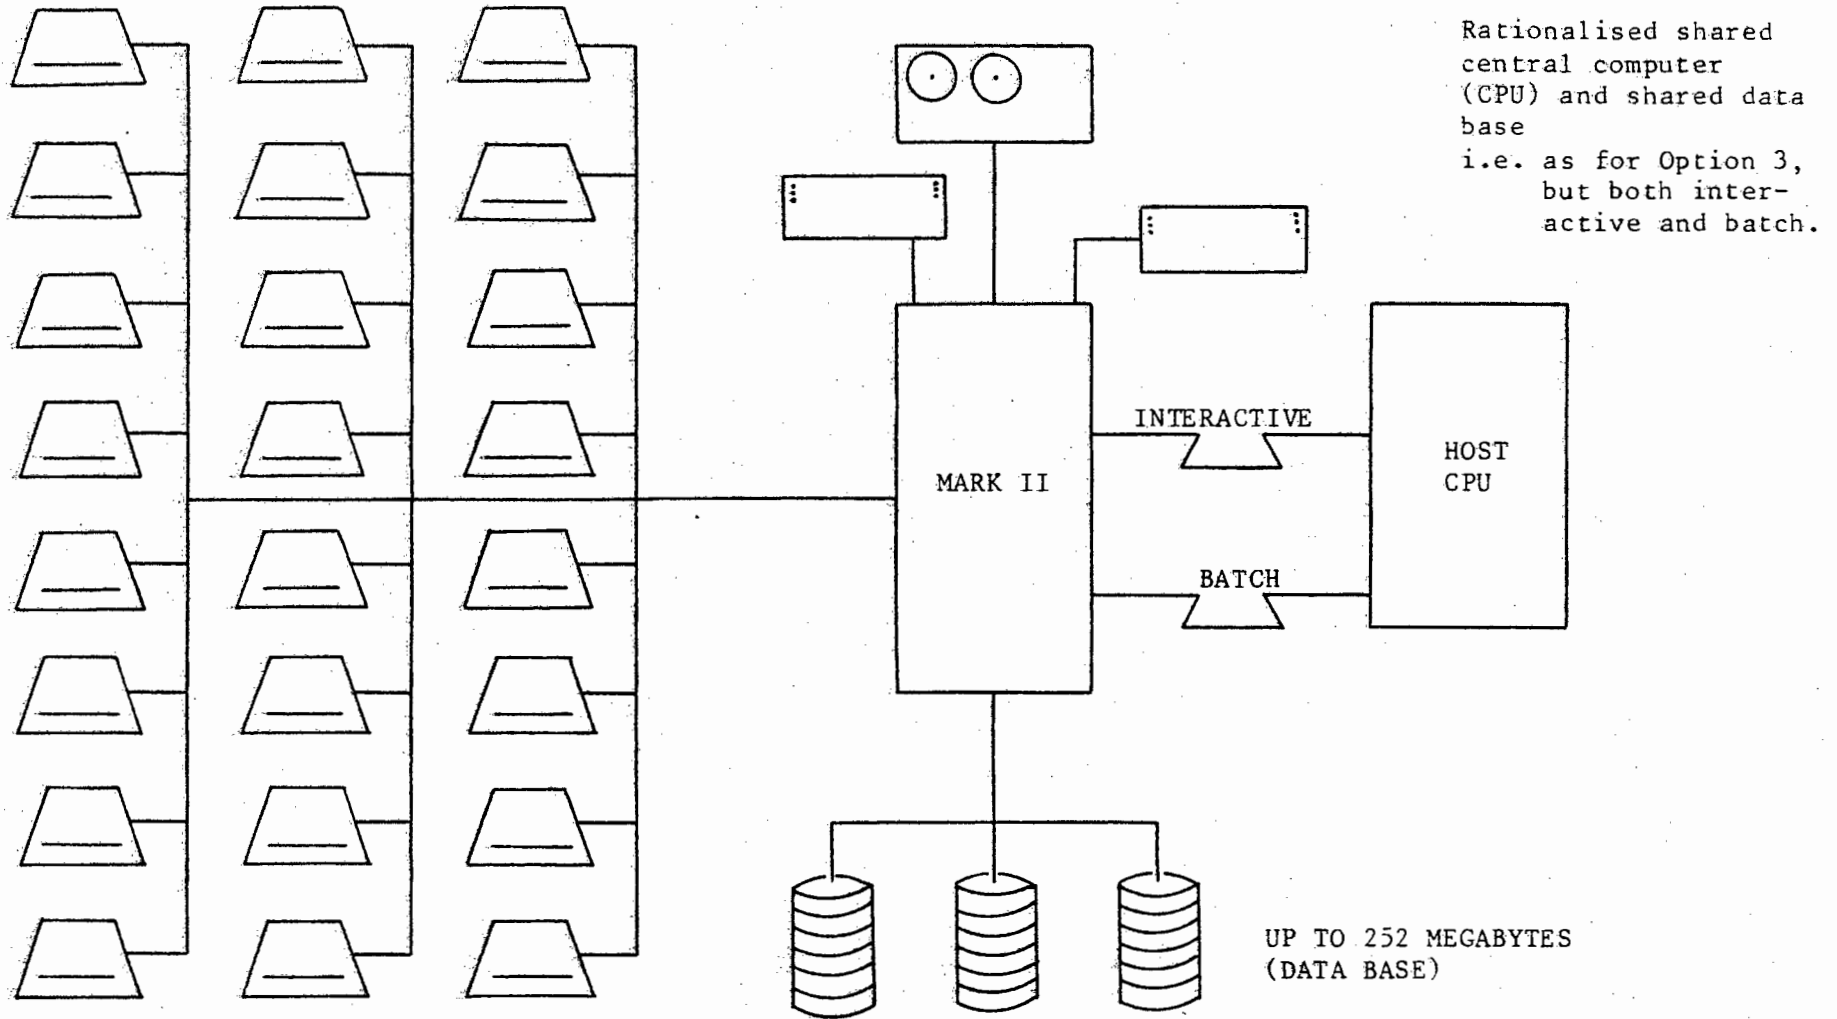 Rationalised shared
central computer
(CPU) and shared data
base
i.e. as for Option 3,
but both inter-
active and batch.
INTERACTIVE
HOST
CPU
MARK II
BATCH
UP TO 252 MEGABYTES
(DATA BASE)